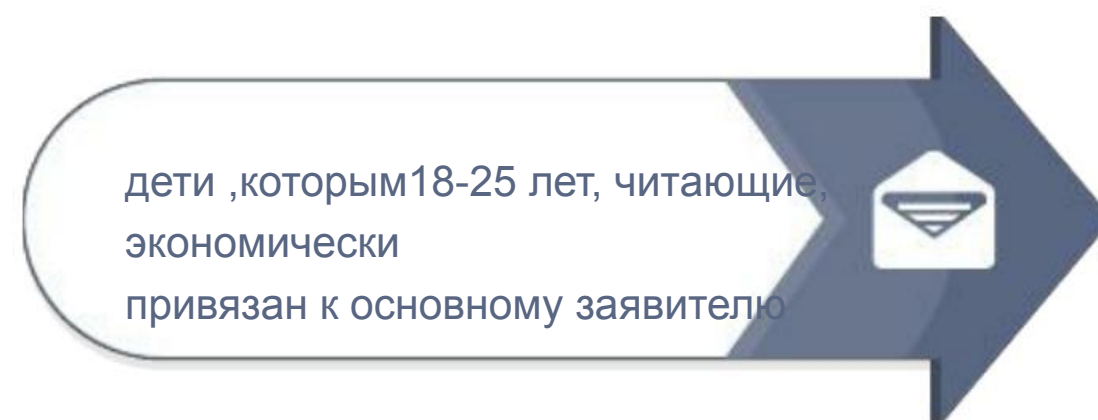 дети ,которым18-25 лет, читающие,
экономически
привязан к основному заявителю